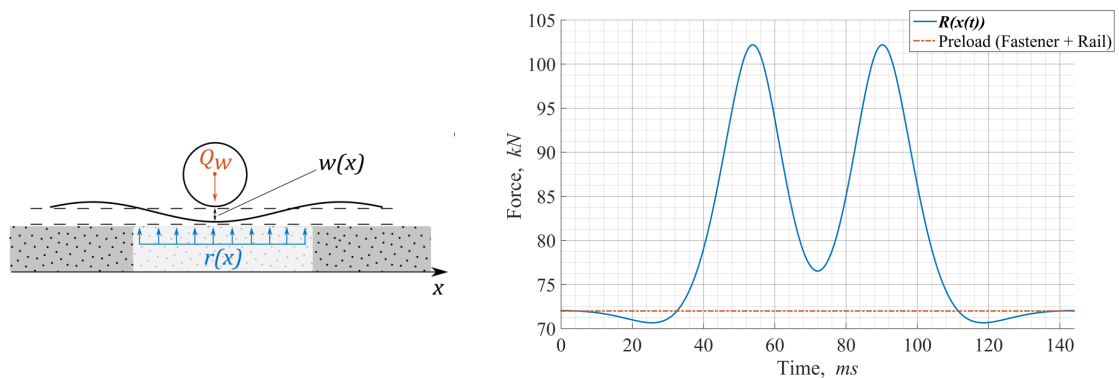 Qw
w(x)
r(x)
x
105
100
95
90
85
80
75
70
Force, kN
0
20
40
60
80
100
120
140
Time, ms
R(x(t))
Preload (Fastener + Rail)